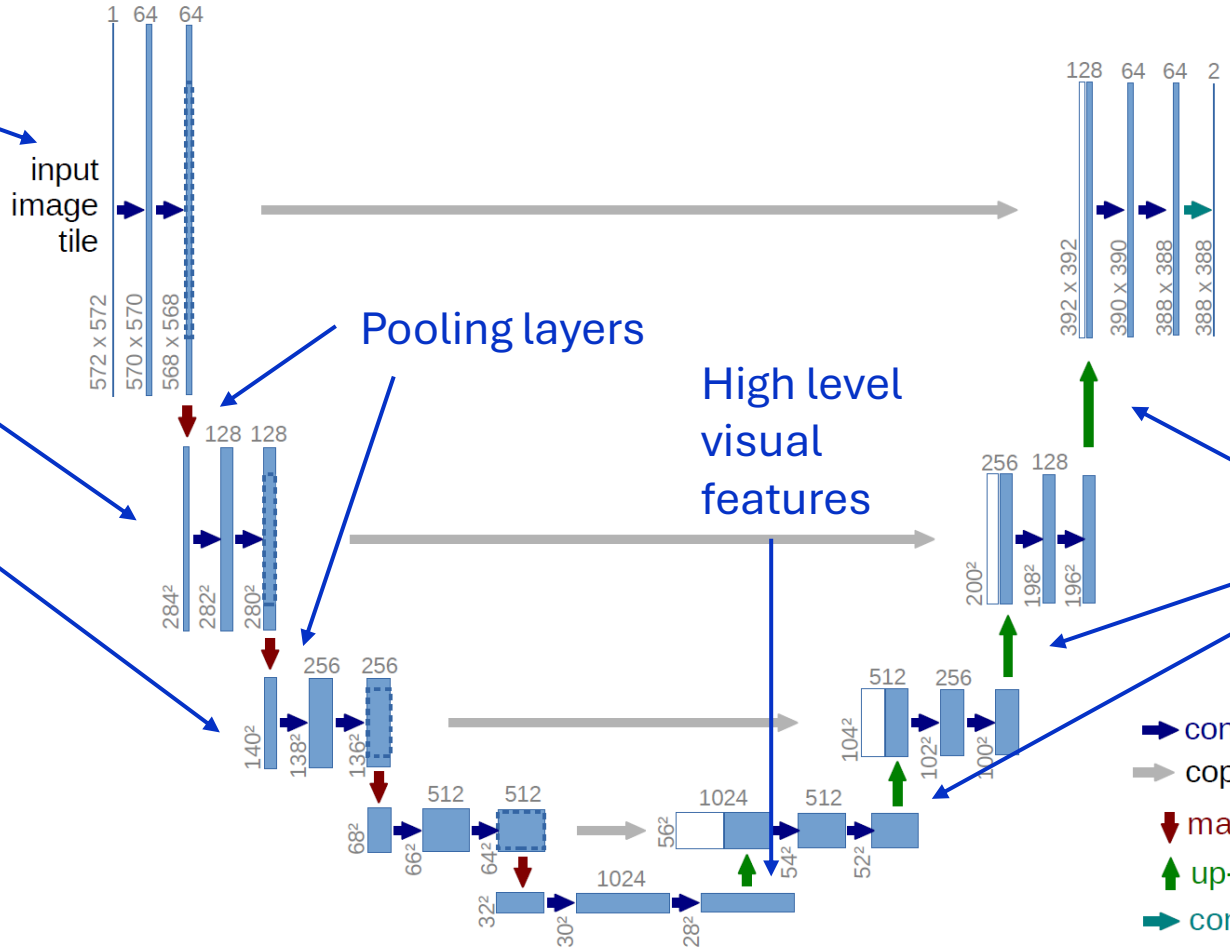 1 64 64
128 64 64 2
input
image
tile
572 x 572
570 x 570
568 x 568
392 x 392
390 x 390
388 x 388
388 x 388
Pooling layers
High level
visual
features
128 128
256 128
284²
282²
280²
200²
198²
196²
256 256
512 256
140²
138²
136²
104²
102²
100²
512 512
1024 512
68²
66²
64²
56²
54²
52²
1024
32²
30²
28²